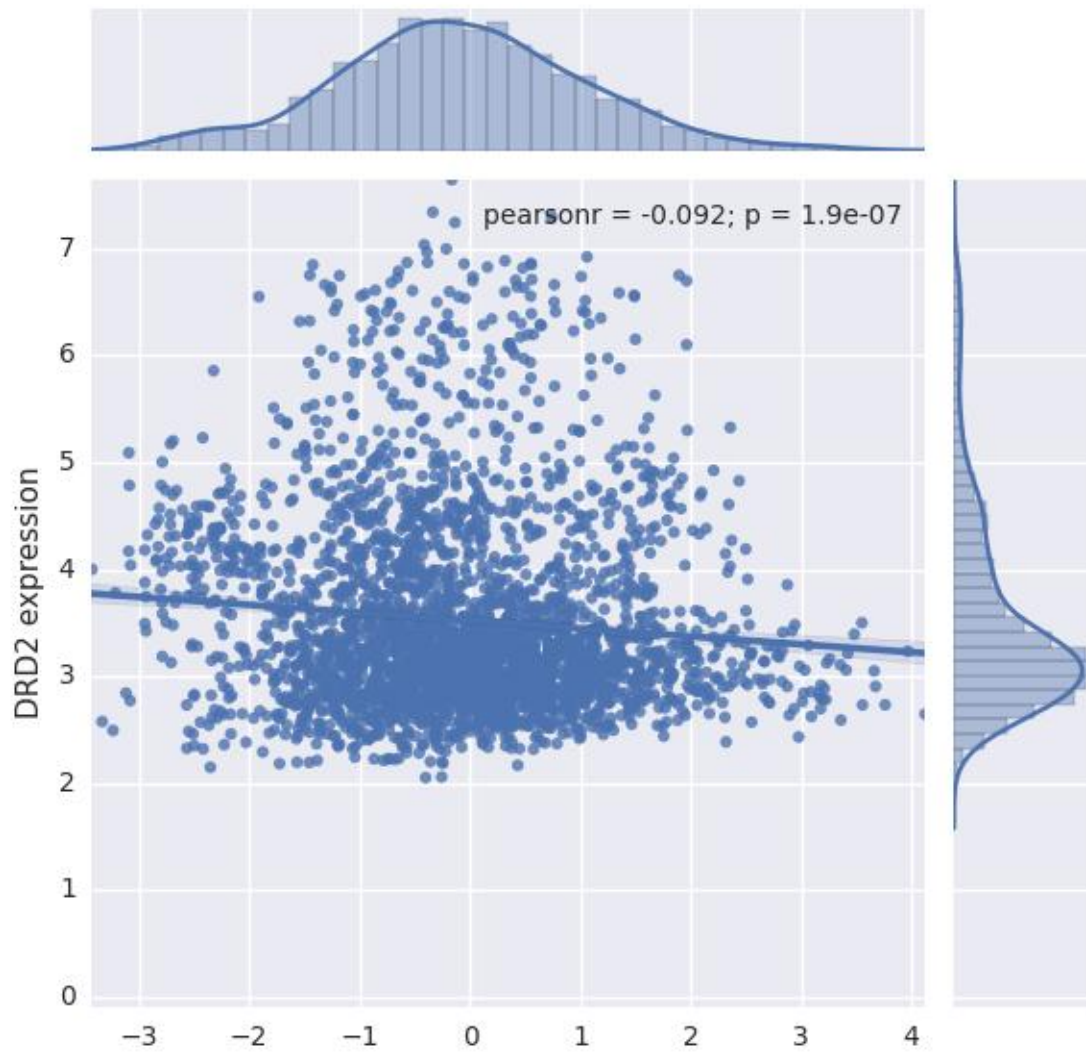 pearsonr = -0.092; p = 1.9e-07
7
6
5
4
3
2
1
0
DRD2 expression
−3 −2 −1 0 1 2 3 4